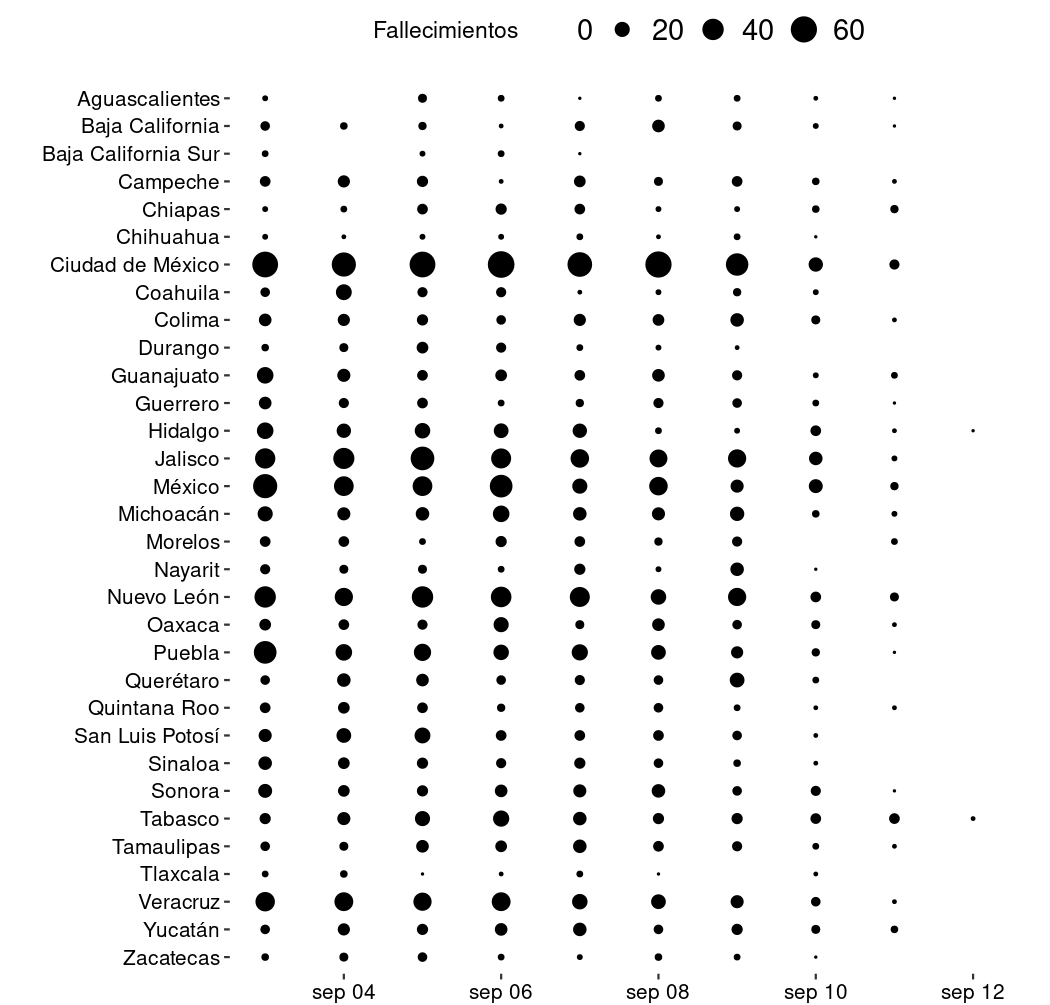 Fallecimientos 0 20 40 60
Aguascalientes
Baja California
Baja California Sur
Campeche
Chiapas
Chihuahua
Ciudad de México
Coahuila
Colima
Durango
Guanajuato
Guerrero
Hidalgo
Jalisco
México
Michoacán
Morelos
Nayarit
Nuevo León
Oaxaca
Puebla
Querétaro
Quintana Roo
San Luis Potosí
Sinaloa
Sonora
Tabasco
Tamaulipas
Tlaxcala
Veracruz
Yucatán
Zacatecas
sep 04 sep 06 sep 08 sep 10 sep 12